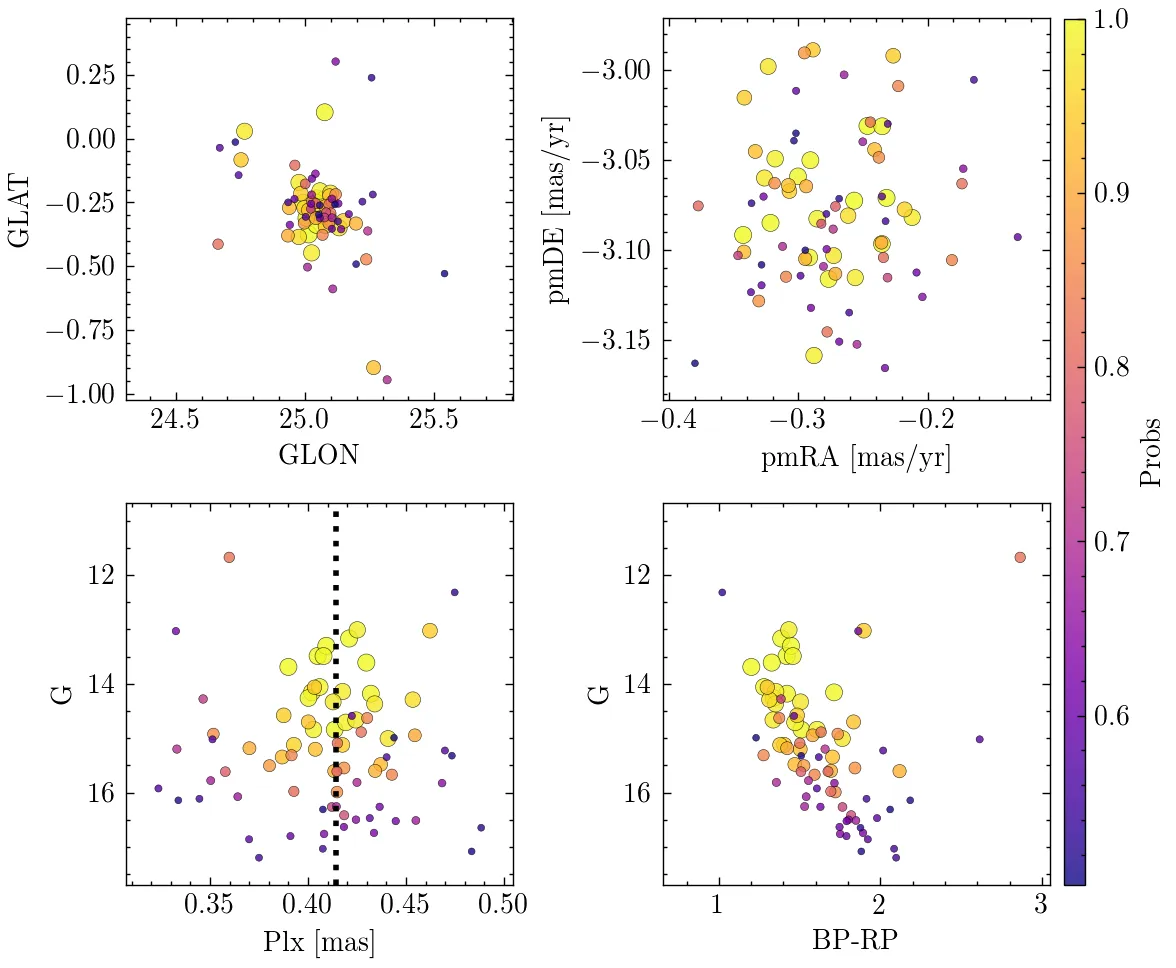 0.25
0.00
−0.25
−0.50
−0.75
−1.00
GLAT
24.5 25.0 25.5
GLON
−3.00
−3.05
−3.10
−3.15
pmDE [mas/yr]
−0.4 −0.3 −0.2
pmRA [mas/yr]
12
14
16
G
0.35 0.40 0.45 0.50
Plx [mas]
12
14
16
G
1 2 3
BP-RP
1.0
0.9
0.8
0.7
0.6
Probs